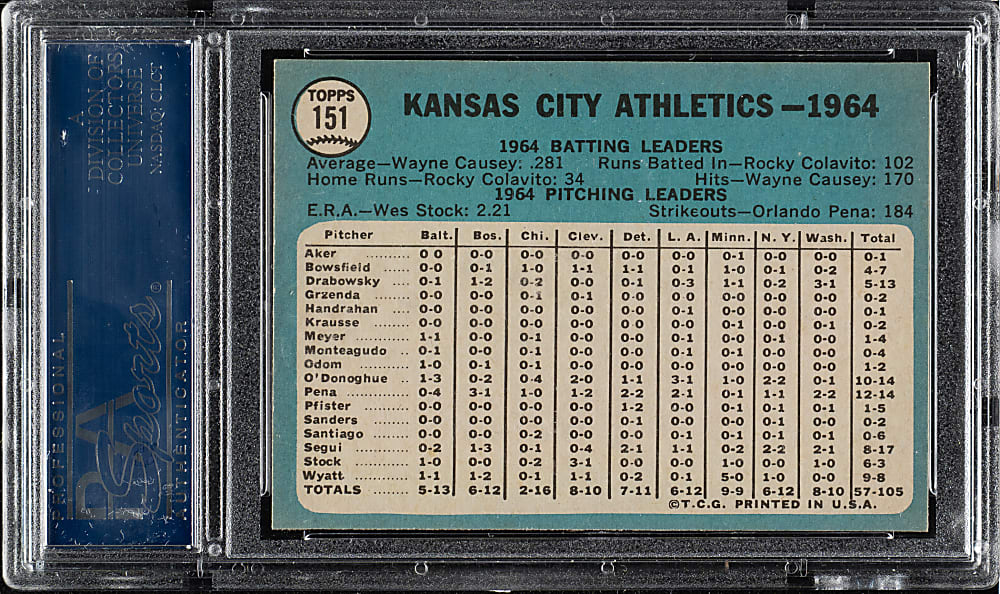 A
DIVISION OF
COLLECTORS
UNIVERSE
NASDAQ: CLCT
PROFESSIONAL
PSA
Sports®
AUTHENTICATOR
TOPPS
151
KANSAS CITY ATHLETICS—1964
1964 BATTING LEADERS
Average—Wayne Causey: .281 Runs Batted In—Rocky Colavito: 102
Home Runs—Rocky Colavito: 34 Hits—Wayne Causey: 170
1964 PITCHING LEADERS
E.R.A.—Wes Stock: 2.21 Strikeouts—Orlando Pena: 184
Pitcher Balt. Bos. Chi. Clev. Det. L. A. Minn. N. Y. Wash. Total
Aker .......... 0 0 0-0 0-0 0-0 0 0 0-0 0-1 0-0 0-0 0-1
Bowsfield ..... 0-0 0-1 1-0 1-1 1-1 0-1 1-0 0-1 0-2 4-7
Drabowsky .... 0-1 1-2 0-2 0-0 0-1 0-3 1-1 0-2 3-1 5-13
Grzenda ....... 0-0 0-0 0-1 0-1 0-0 0-0 0-0 0-0 0-0 0-2
Handrahan .... 0-0 0-0 0-0 0-0 0 0 0-0 0-0 0-0 0-1 0-1
Krausse ....... 0-0 0-0 0-0 0-0 0 0 0-0 0-1 0-0 0-1 0-2
Meyer ......... 1-1 0-0 0-1 0-0 0 0 0-0 0-1 0-1 0-0 1-4
Monteagudo .. 0-1 0-0 0-1 0-0 0 0 0-1 0-0 0-1 0-0 0-4
Odom .......... 1-0 0-1 0-1 0-0 0 0 0-0 0-0 0-0 0-0 1-2
O'Donoghue .. 1-3 0-2 0-4 2-0 1-1 3-1 1-0 2-2 0-1 10-14
Pena .......... 0-4 3-1 1-0 1-2 2-2 2-1 0-1 1-1 2-2 12-14
Pfister ........ 0-0 0-0 0-0 0-0 1-2 0-1 0-1 0-1 0-0 1-5
Sanders ....... 0-0 0-0 0-0 0-0 0-1 0-1 0-0 0-0 0-0 0-2
Santiago ...... 0-0 0-0 0-2 0-0 0 0 0-1 0-1 0-1 0-1 0-6
Segui ......... 0-2 1-3 0-1 0-4 2-1 1-1 0-2 2-2 2-1 8-17
Stock ......... 1-0 0-0 0-2 3-1 0-0 0-0 1-0 0-0 1-0 6-3
Wyatt ......... 1-1 1-2 0-1 1-1 1-2 0-1 5-0 1-0 0-0 9-8
TOTALS 5-13 6-12 2-16 8-10 7-11 6-12 9-9 6-12 8-10 57-105
©T.C.G. PRINTED IN U.S.A.